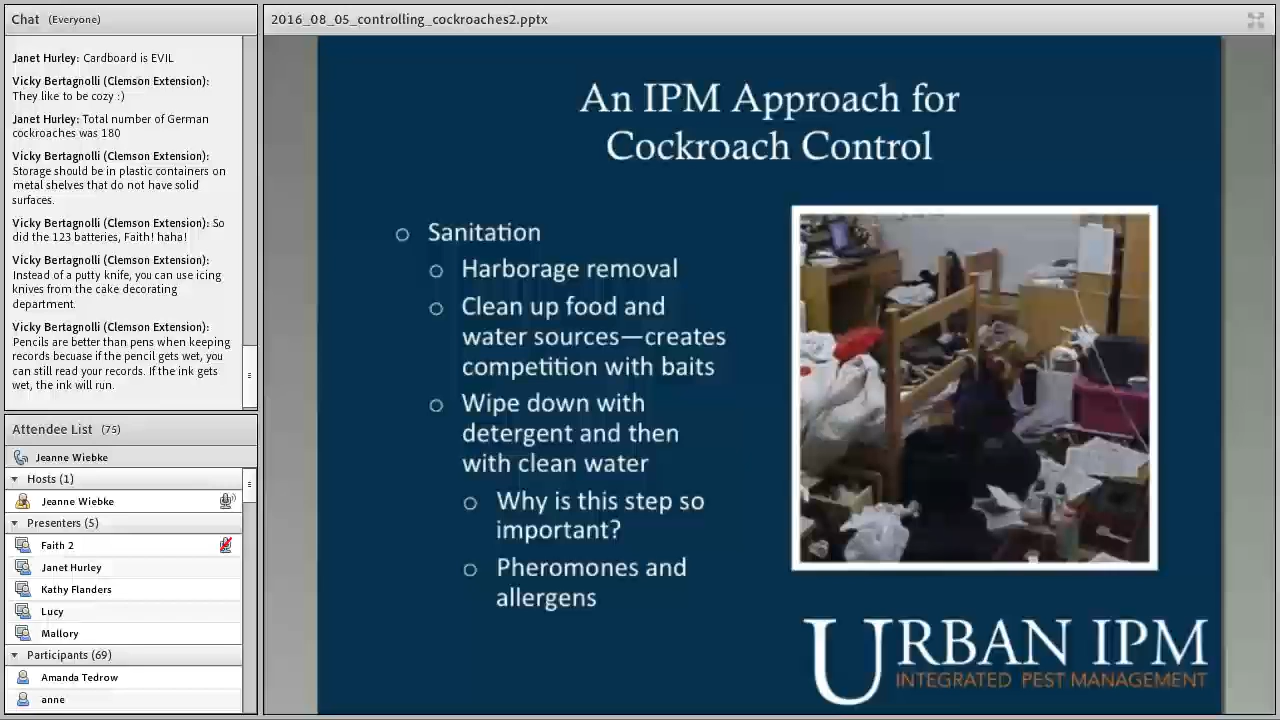 Chat (Everyone)
Janet Hurley: Cardboard is EVIL
Vicky Bertagnolli (Clemson Extension):
They like to be cozy :)
Janet Hurley: Total number of German
cockroaches was 180
Vicky Bertagnolli (Clemson Extension):
Storage should be in plastic containers on
metal shelves that do not have solid
surfaces.
Vicky Bertagnolli (Clemson Extension): So
did the 123 batteries, Faith! haha!
Vicky Bertagnolli (Clemson Extension):
Instead of a putty knife, you can use icing
knives from the cake decorating
department.
Vicky Bertagnolli (Clemson Extension):
Pencils are better than pens when keeping
records becuase if the pencil gets wet, you
can still read your records. If the ink gets
wet, the ink will run.
Attendee List (75)
Jeanne Wiebke
Hosts (1)
Jeanne Wiebke
Presenters (5)
Faith 2
Janet Hurley
Kathy Flanders
Lucy
Mallory
Participants (69)
Amanda Tedrow
anne
2016_08_05_controlling_cockroaches2.pptx
An IPM Approach for
Cockroach Control
Sanitation
Harborage removal
Clean up food and
water sources—creates
competition with baits
Wipe down with
detergent and then
with clean water
Why is this step so
important?
Pheromones and
allergens
URBAN IPM
INTEGRATED PEST MANAGEMENT